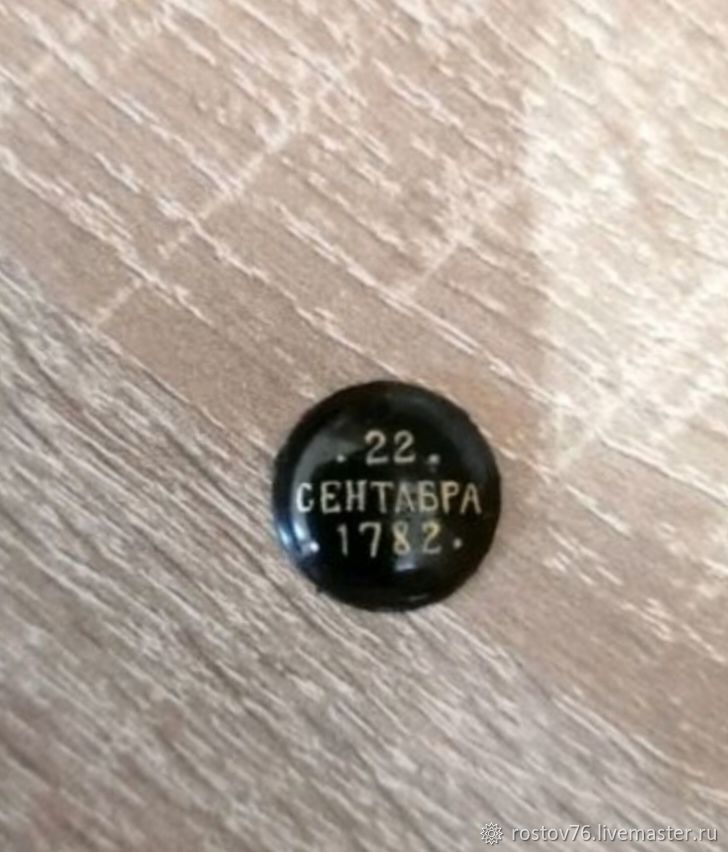 . 22 .
СЕНТАБРА
. 1782 .
rostov76.livemaster.ru